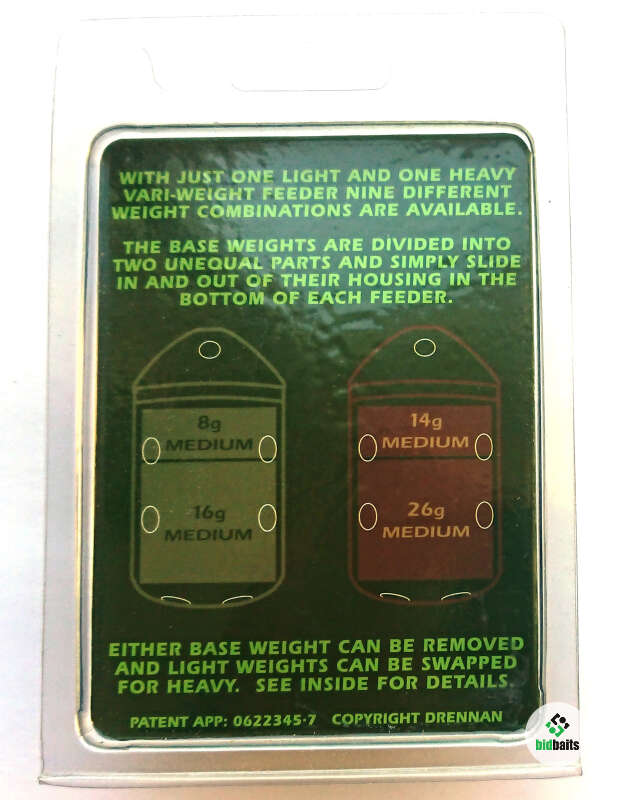 WITH JUST ONE LIGHT AND ONE HEAVY
VARI-WEIGHT FEEDER NINE DIFFERENT
WEIGHT COMBINATIONS ARE AVAILABLE.
THE BASE WEIGHTS ARE DIVIDED INTO
TWO UNEQUAL PARTS AND SIMPLY SLIDE
IN AND OUT OF THEIR HOUSING IN THE
BOTTOM OF EACH FEEDER.
8g
MEDIUM
16g
MEDIUM
14g
MEDIUM
26g
MEDIUM
EITHER BASE WEIGHT CAN BE REMOVED
AND LIGHT WEIGHTS CAN BE SWAPPED
FOR HEAVY. SEE INSIDE FOR DETAILS.
PATENT APP: 0622345·7 COPYRIGHT DRENNAN
bidbaits